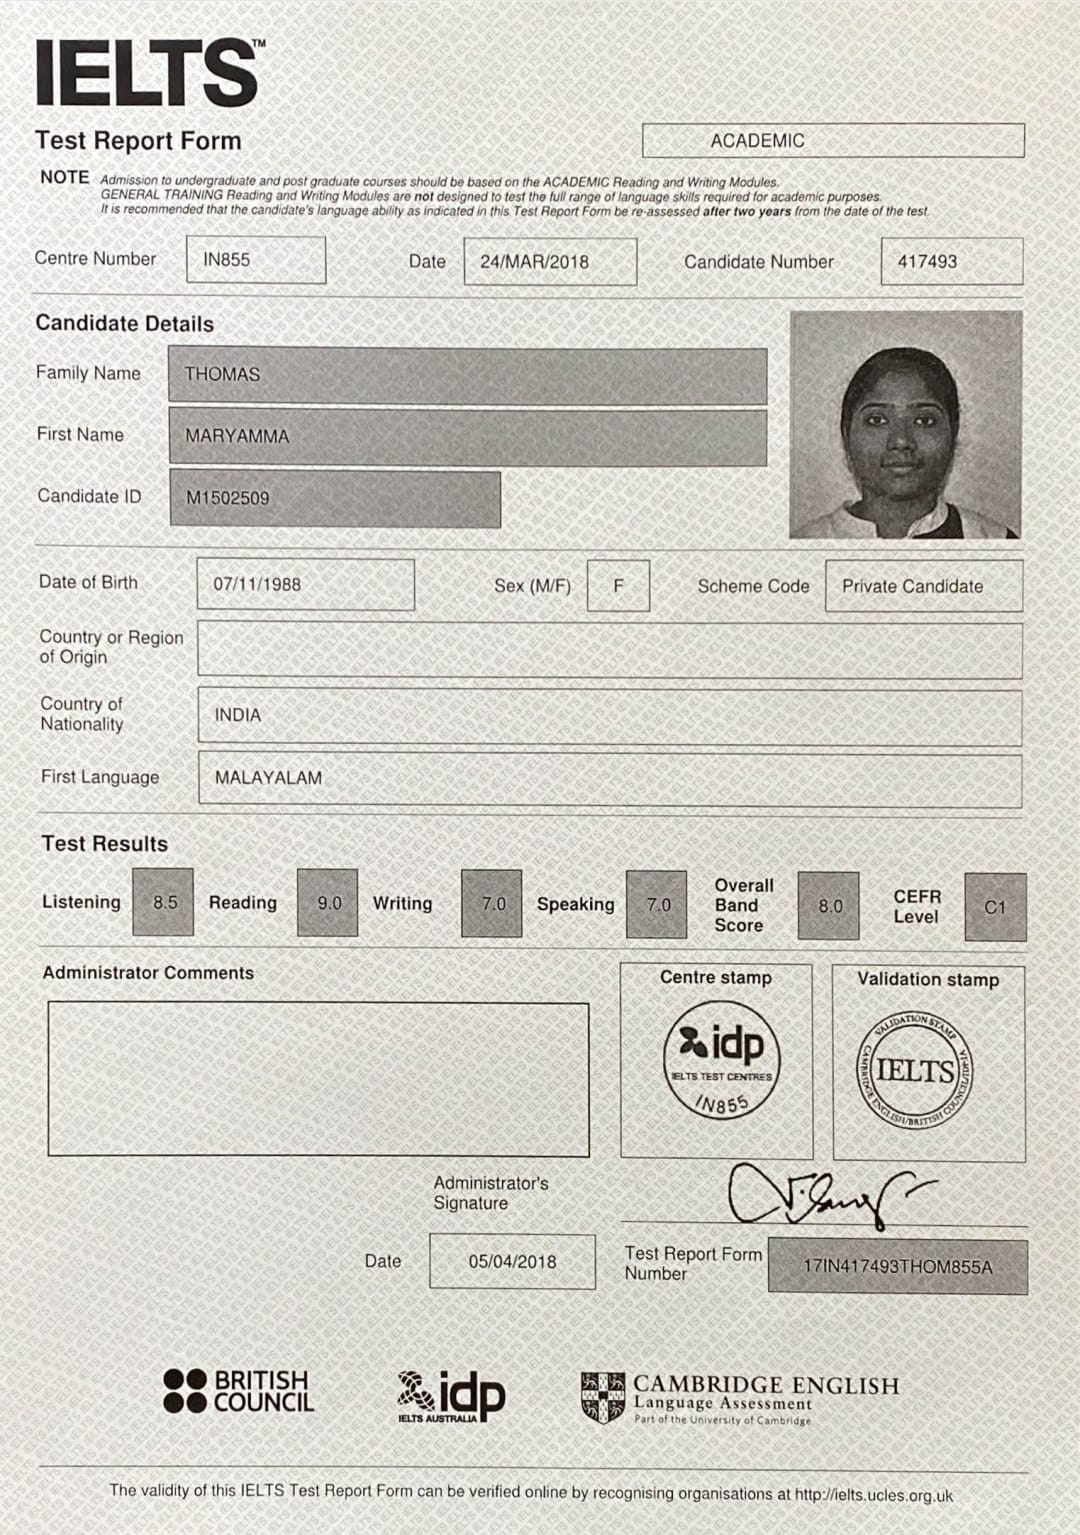 IELTS™
Test Report Form
ACADEMIC
NOTE Admission to undergraduate and post graduate courses should be based on the ACADEMIC Reading and Writing Modules.
GENERAL TRAINING Reading and Writing Modules are not designed to test the full range of language skills required for academic purposes.
It is recommended that the candidate's language ability as indicated in this Test Report Form be re-assessed after two years from the date of the test.
Centre Number IN855 Date 24/MAR/2018 Candidate Number 417493
Candidate Details
Family Name THOMAS
First Name MARYAMMA
Candidate ID M1502509
Date of Birth 07/11/1988 Sex (M/F) F Scheme Code Private Candidate
Country or Region
of Origin
Country of
Nationality
INDIA
First Language MALAYALAM
Test Results
Listening 8.5 Reading 9.0 Writing 7.0 Speaking 7.0
Overall
Band
Score
8.0
CEFR
Level
C1
Administrator Comments
Centre stamp
idp
IELTS TEST CENTRES
IN855
Validation stamp
VALIDATION STAMP
IELTS
CAMBRIDGE ENGLISH/BRITISH COUNCIL/IDP:IA
Administrator's
Signature
Date 05/04/2018
Test Report Form
Number
17IN417493THOM855A
BRITISH
COUNCIL
idp
IELTS AUSTRALIA
CAMBRIDGE ENGLISH
Language Assessment
Part of the University of Cambridge
The validity of this IELTS Test Report Form can be verified online by recognising organisations at http://ielts.ucles.org.uk